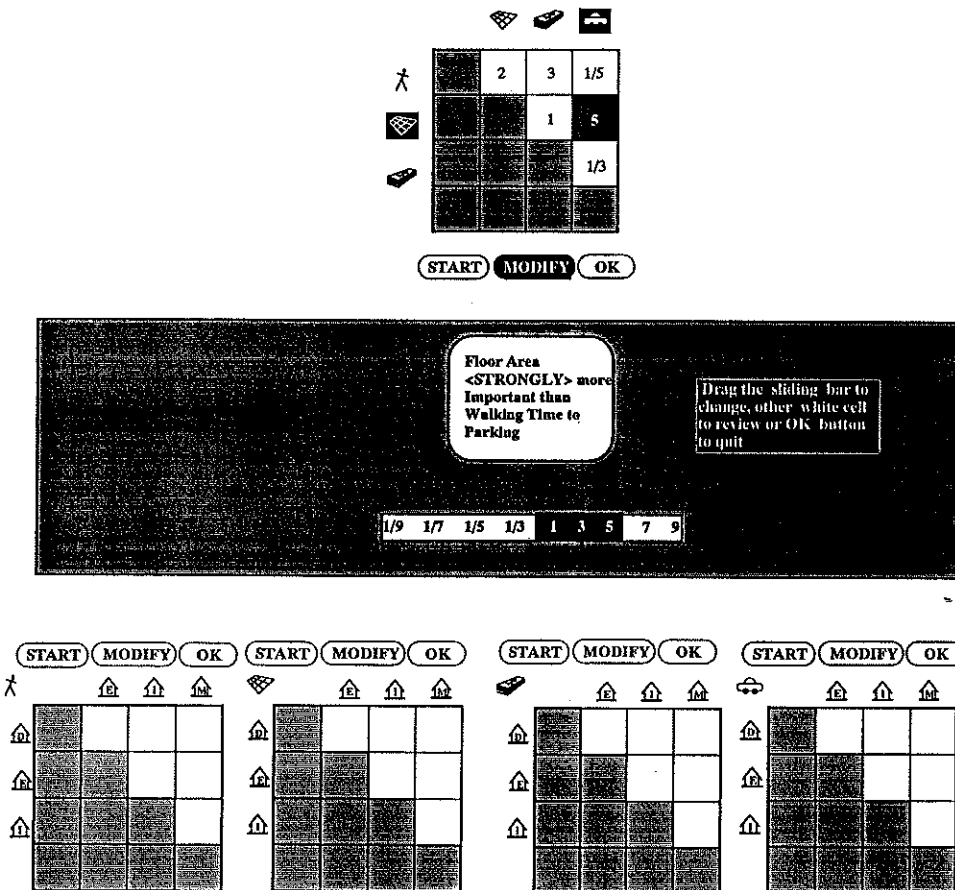 2 3 1/5
1 5
1/3
START MODIFY OK
Floor Area
<STRONGLY> more
Important than
Walking Time to
Parking
Drag the sliding bar to
change, other white cell
to review or OK button
to quit
1/9 1/7 1/5 1/3 1 3 5 7 9
START MODIFY OK START MODIFY OK START MODIFY OK START MODIFY OK
E I M E I M E I M E I M
D D D D
E E E E
I I I I